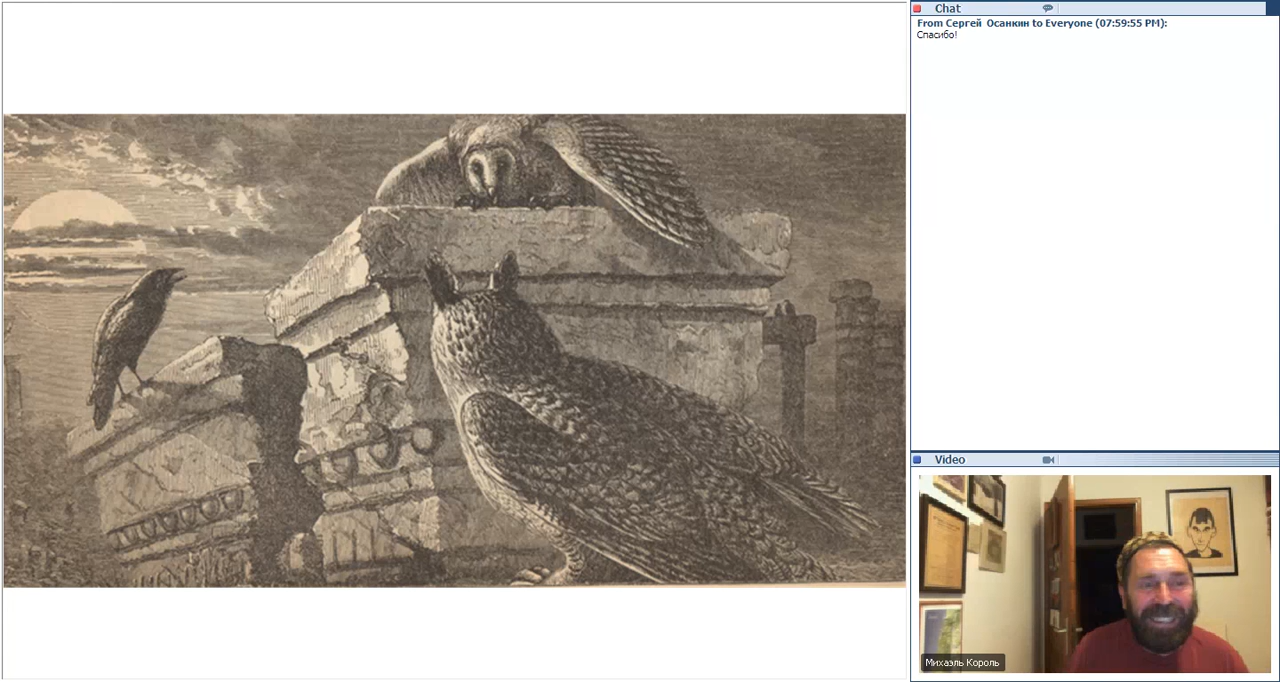 Chat
From Сергей Осанкин to Everyone (07:59:55 PM):
Спасибо!
Video
Михаэль Король